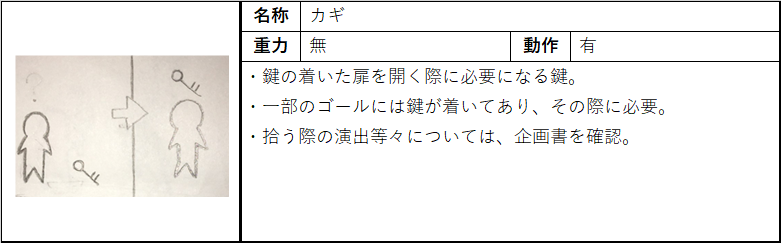 名称 カギ
重力 無 動作 有
・鍵の着いた扉を開く際に必要になる鍵。
・一部のゴールには鍵が着いてあり、その際に必要。
・拾う際の演出等々については、企画書を確認。
?